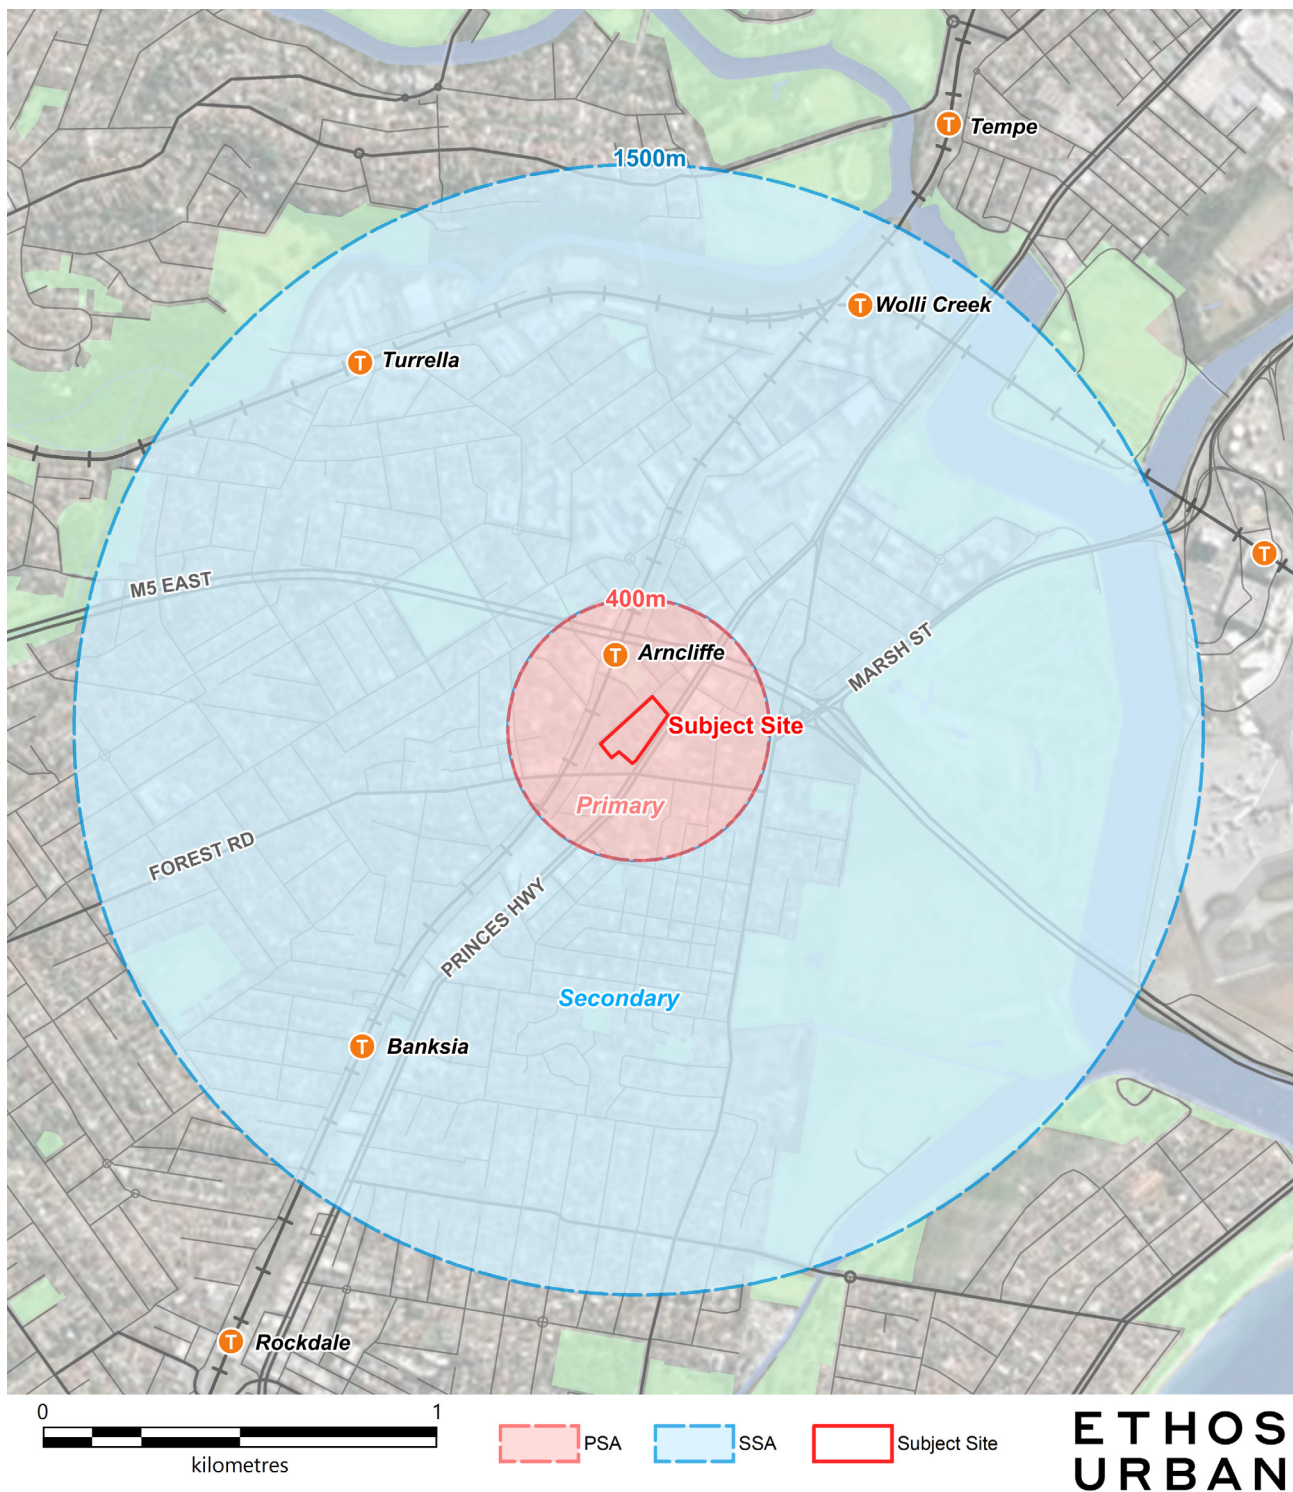 1500m
T Tempe
T Wolli Creek
T Turrella
T
M5 EAST
400m
T Arncliffe
MARSH ST
Subject Site
Primary
FOREST RD
PRINCES HWY
Secondary
T Banksia
T Rockdale
0 1
kilometres
PSA
SSA
Subject Site
ETHOS
URBAN